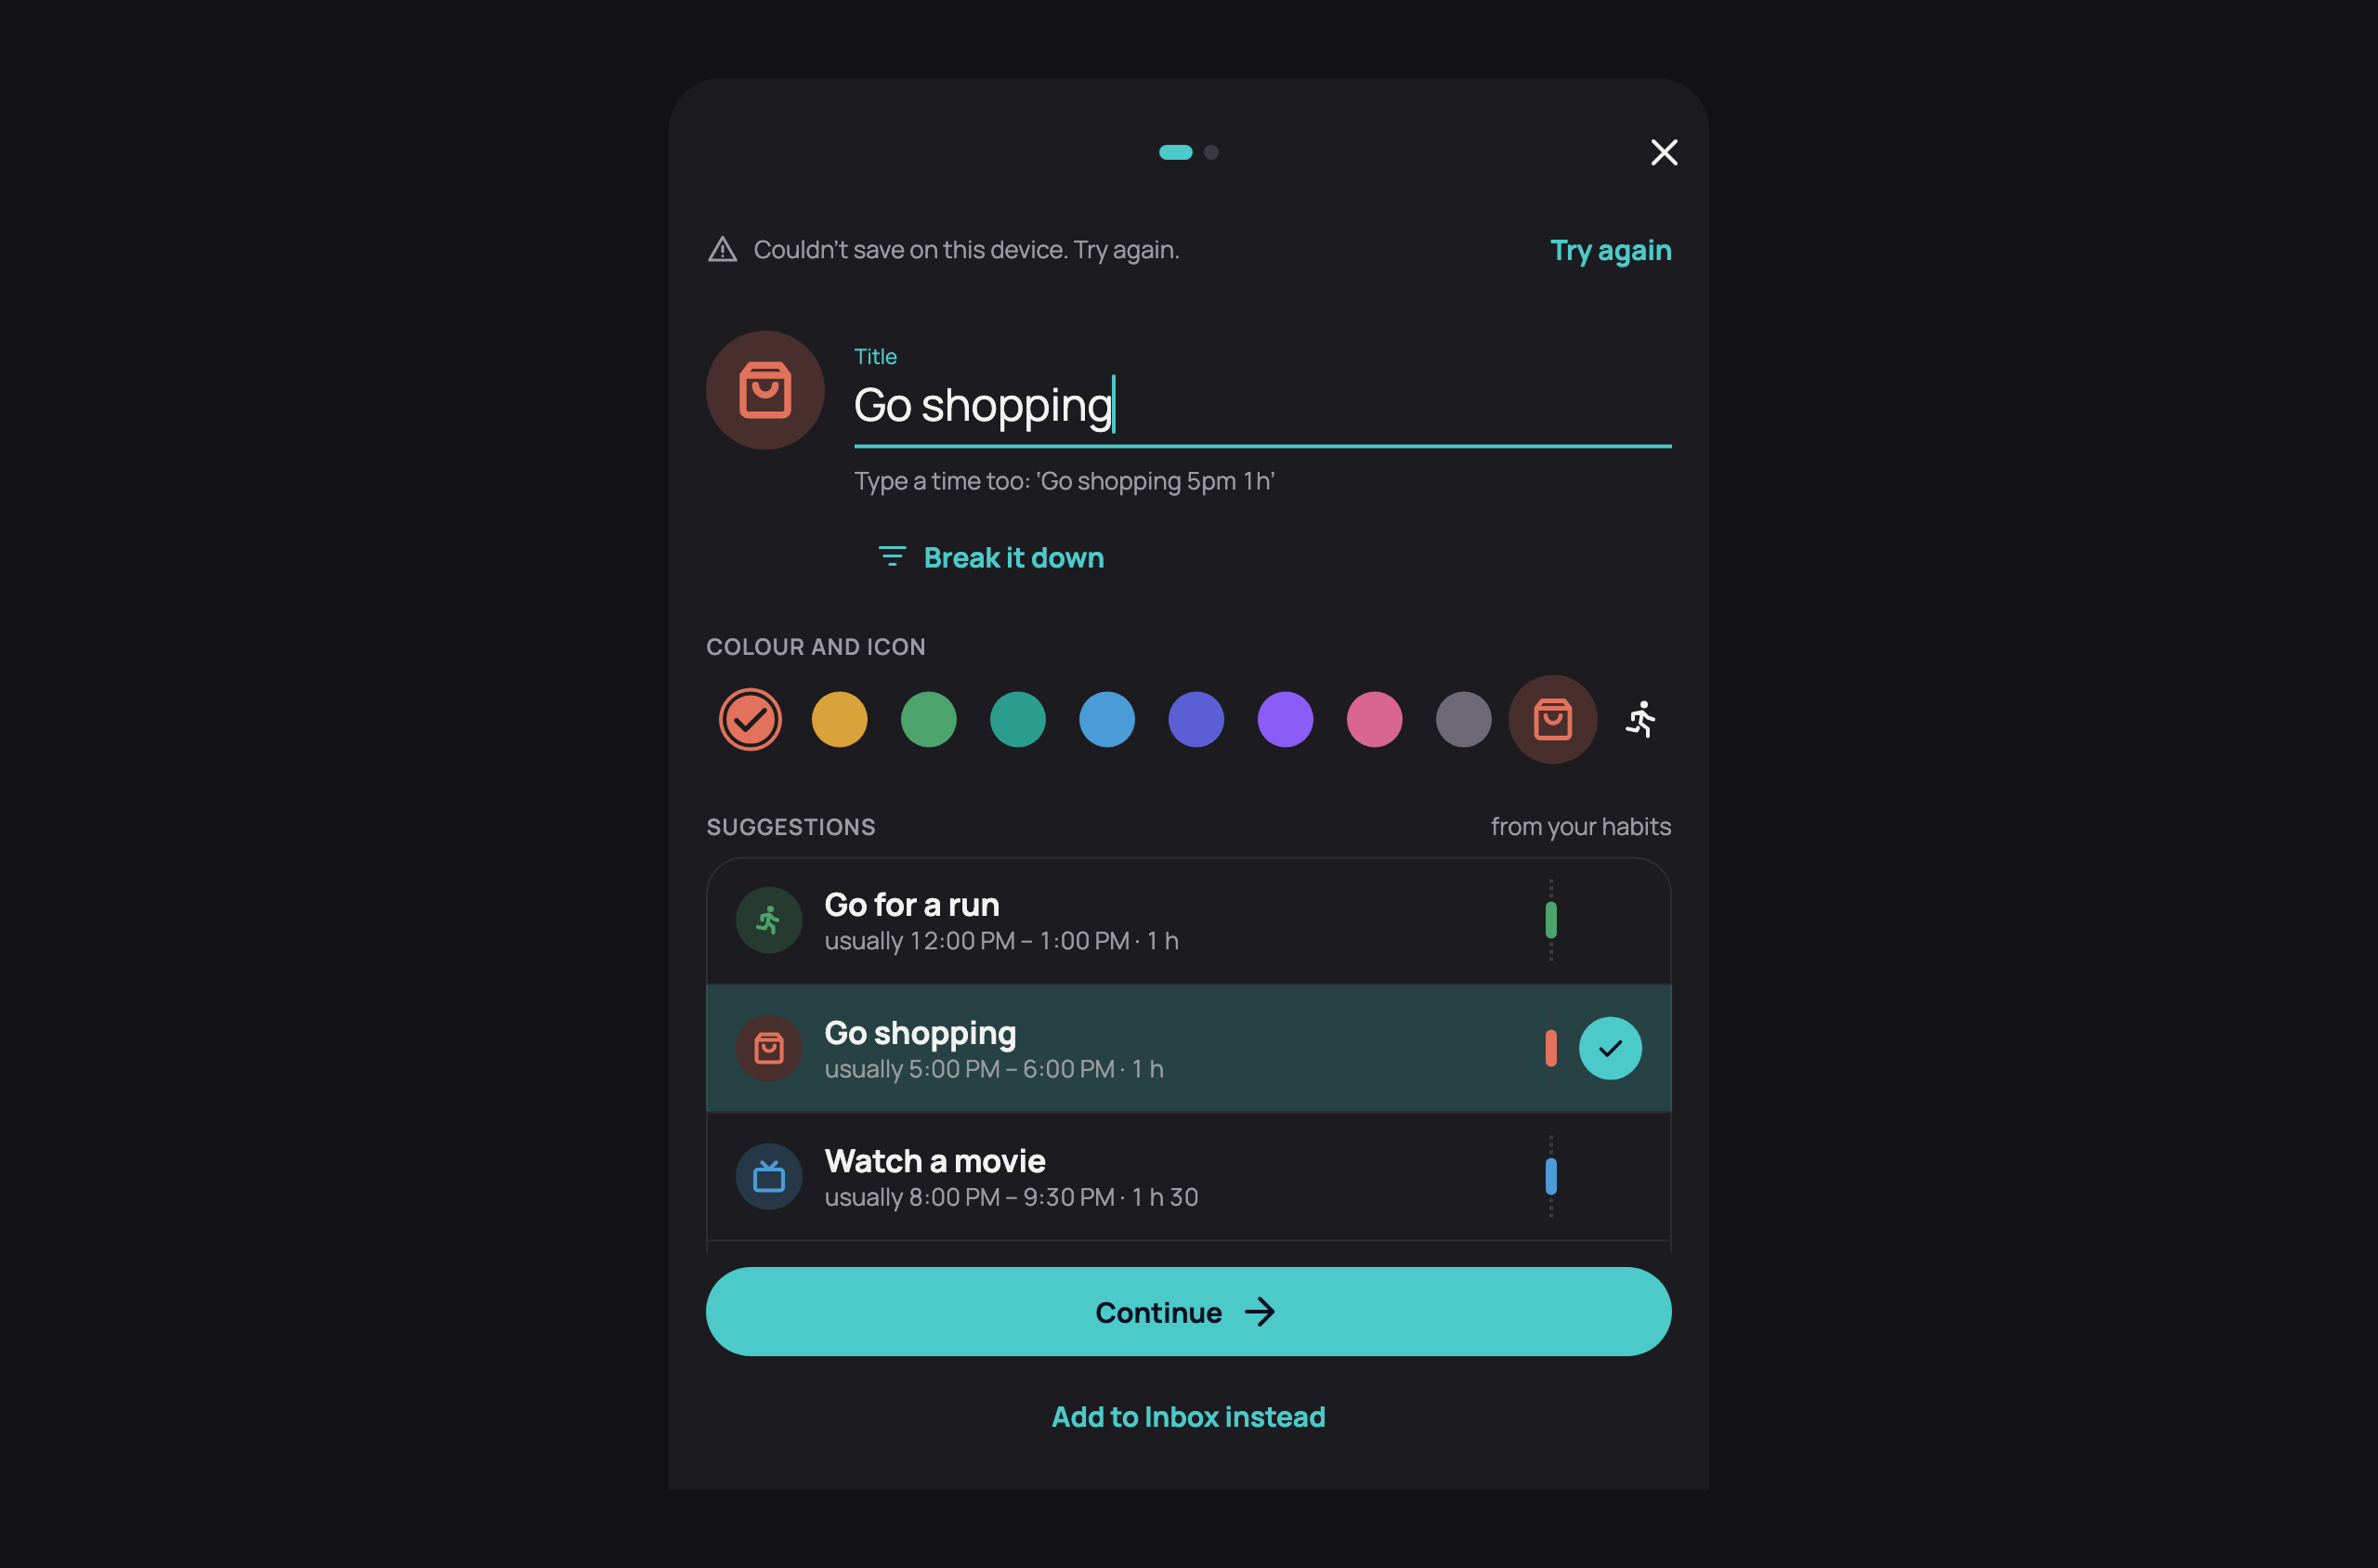 Couldn't save on this device. Try again.
Try again
Title
Go shopping
Type a time too: ‘Go shopping 5pm 1 h’
Break it down
COLOUR AND ICON
SUGGESTIONS
from your habits
Go for a run
usually 12:00 PM – 1:00 PM · 1 h
Go shopping
usually 5:00 PM – 6:00 PM · 1 h
Watch a movie
usually 8:00 PM – 9:30 PM · 1 h 30
Continue
Add to Inbox instead